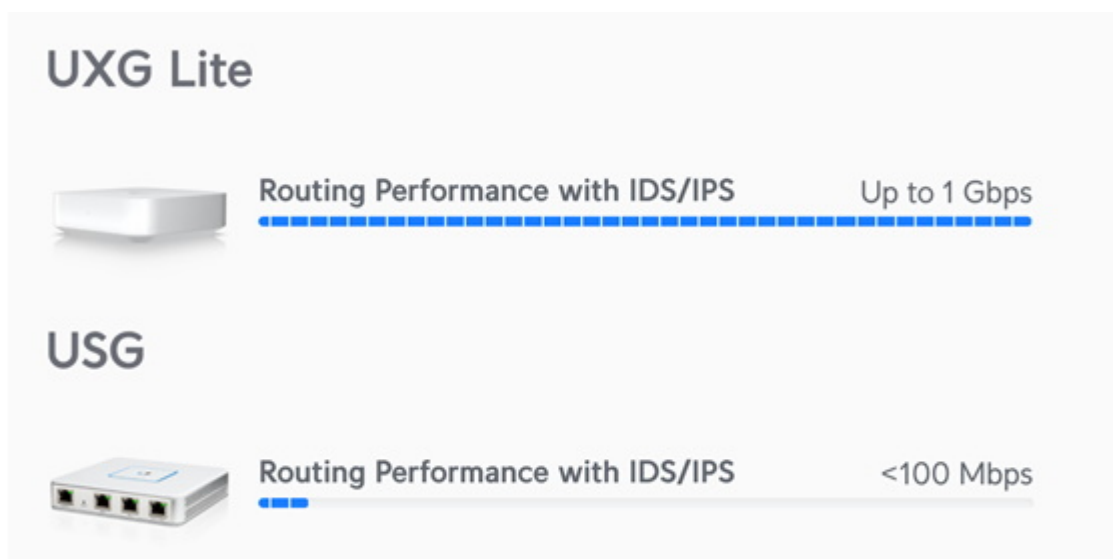 UXG Lite
Routing Performance with IDS/IPS Up to 1 Gbps
USG
Routing Performance with IDS/IPS <100 Mbps